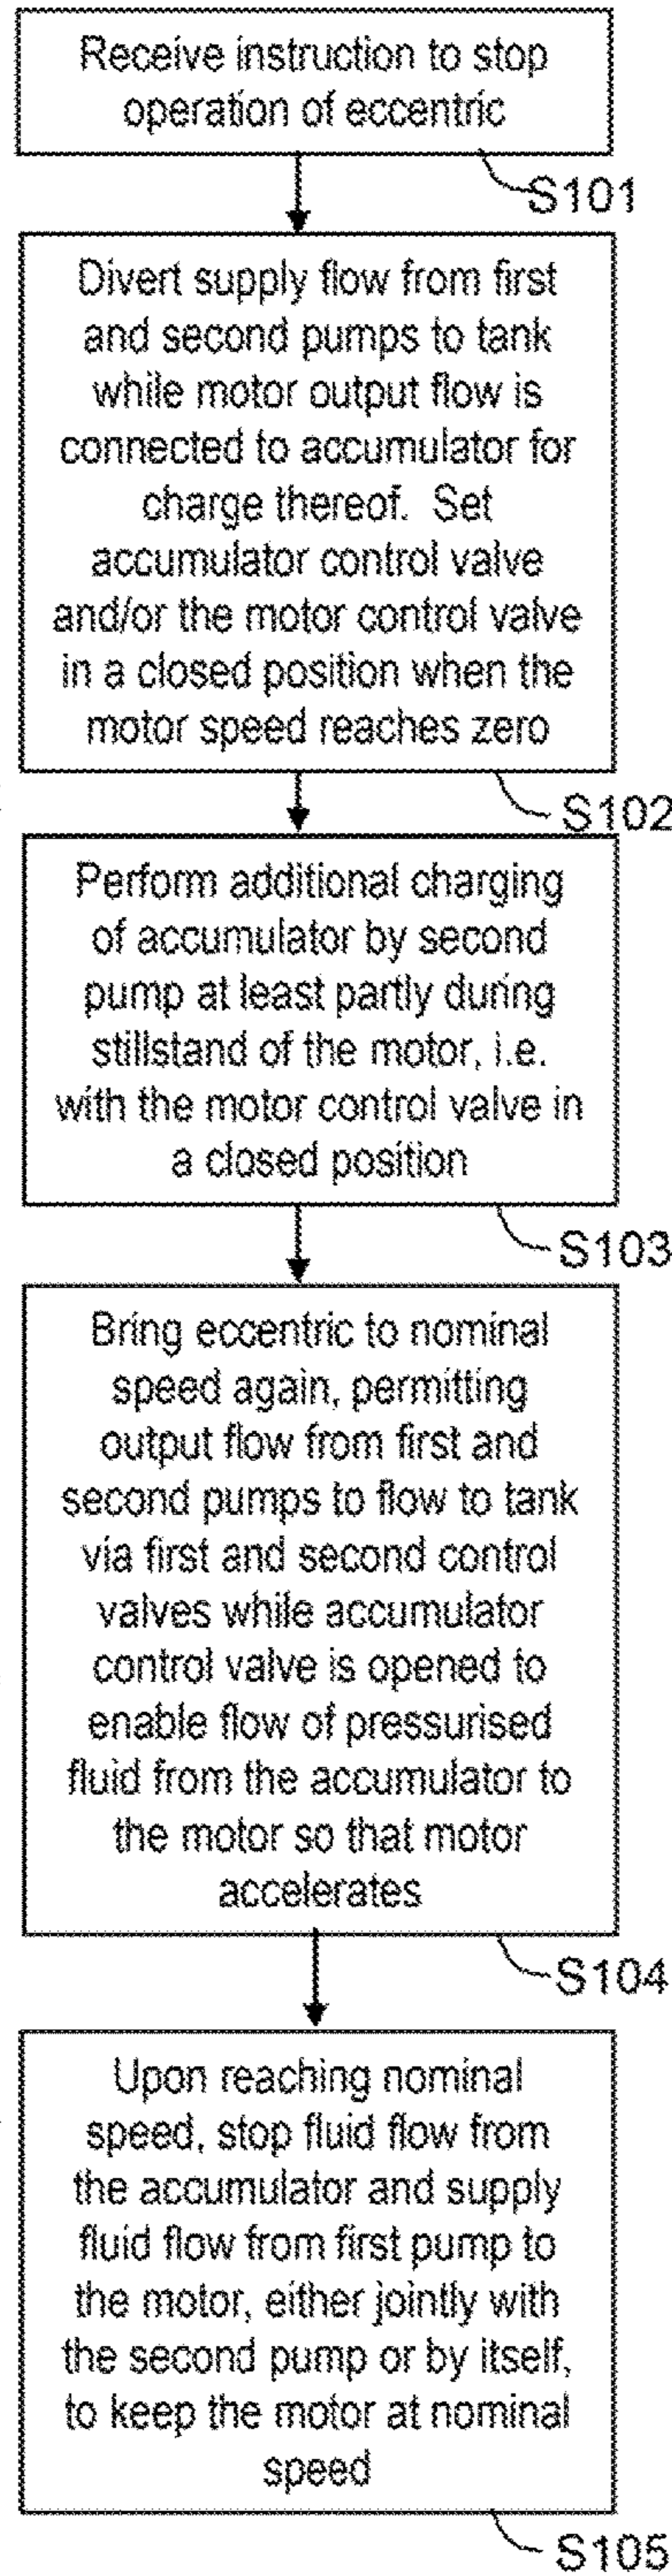 Receive instruction to stop
operation of eccentric
S101
Divert supply flow from first
and second pumps to tank
while motor output flow is
connected to accumulator for
charge thereof. Set
accumulator control valve
and/or the motor control valve
in a closed position when the
motor speed reaches zero
S102
Perform additional charging
of accumulator by second
pump at least partly during
stillstand of the motor, i.e.
with the motor control valve in
a closed position
S103
Bring eccentric to nominal
speed again, permitting
output flow from first and
second pumps to flow to tank
via first and second control
valves while accumulator
control valve is opened to
enable flow of pressurised
fluid from the accumulator to
the motor so that motor
accelerates
S104
Upon reaching nominal
speed, stop fluid flow from
the accumulator and supply
fluid flow from first pump to
the motor, either jointly with
the second pump or by itself,
to keep the motor at nominal
speed
S105